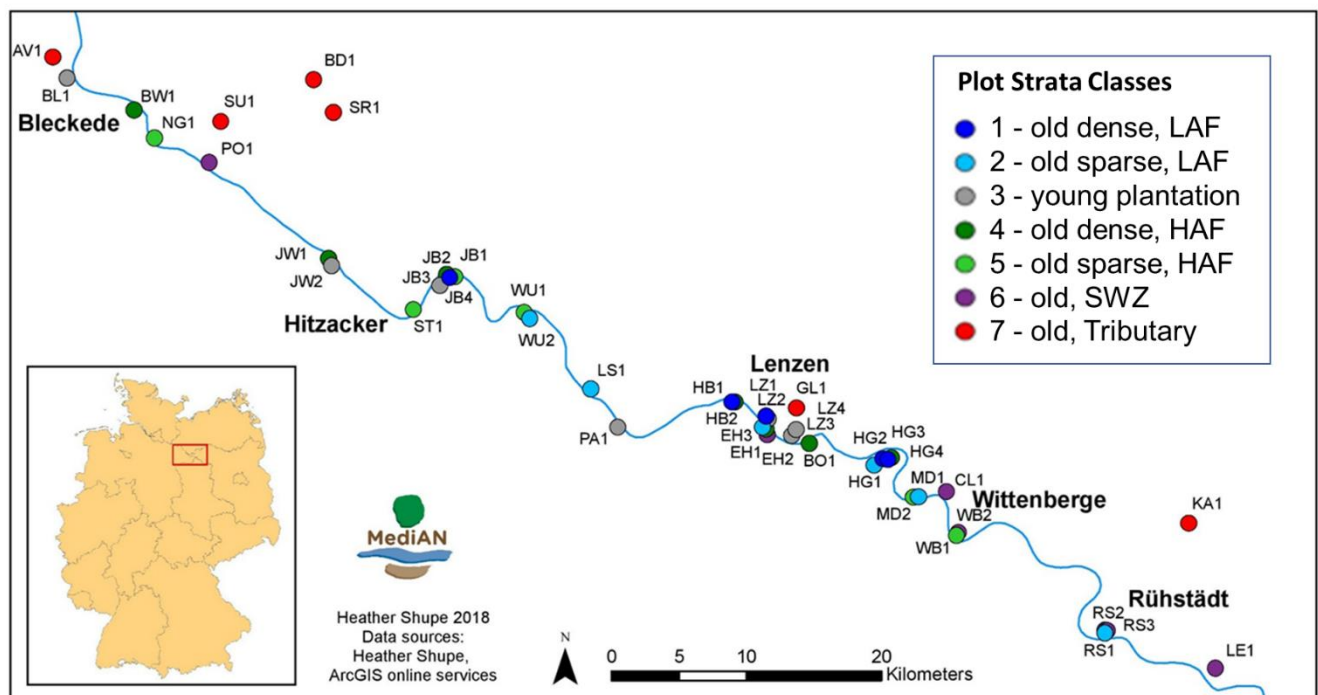 AV1
BL1
Bleckede
BW1
NG1
SU1
PO1
BD1
SR1
Plot Strata Classes
1 - old dense, LAF
2 - old sparse, LAF
3 - young plantation
4 - old dense, HAF
5 - old sparse, HAF
6 - old, SWZ
7 - old, Tributary
JW1
JW2
Hitzacker
JB2
JB1
JB3
JB4
ST1
WU1
WU2
LS1
PA1
Lenzen
HB1
HB2
LZ1
LZ2
GL1
LZ4
LZ3
EH3
EH1
EH2
BO1
HG2
HG3
HG4
HG1
MD1
MD2
CL1
Wittenberge
WB2
WB1
KA1
Rühstädt
RS2
RS3
RS1
LE1
MediAN
Heather Shupe 2018
Data sources:
Heather Shupe,
ArcGIS online services
N
0 5 10 20
Kilometers